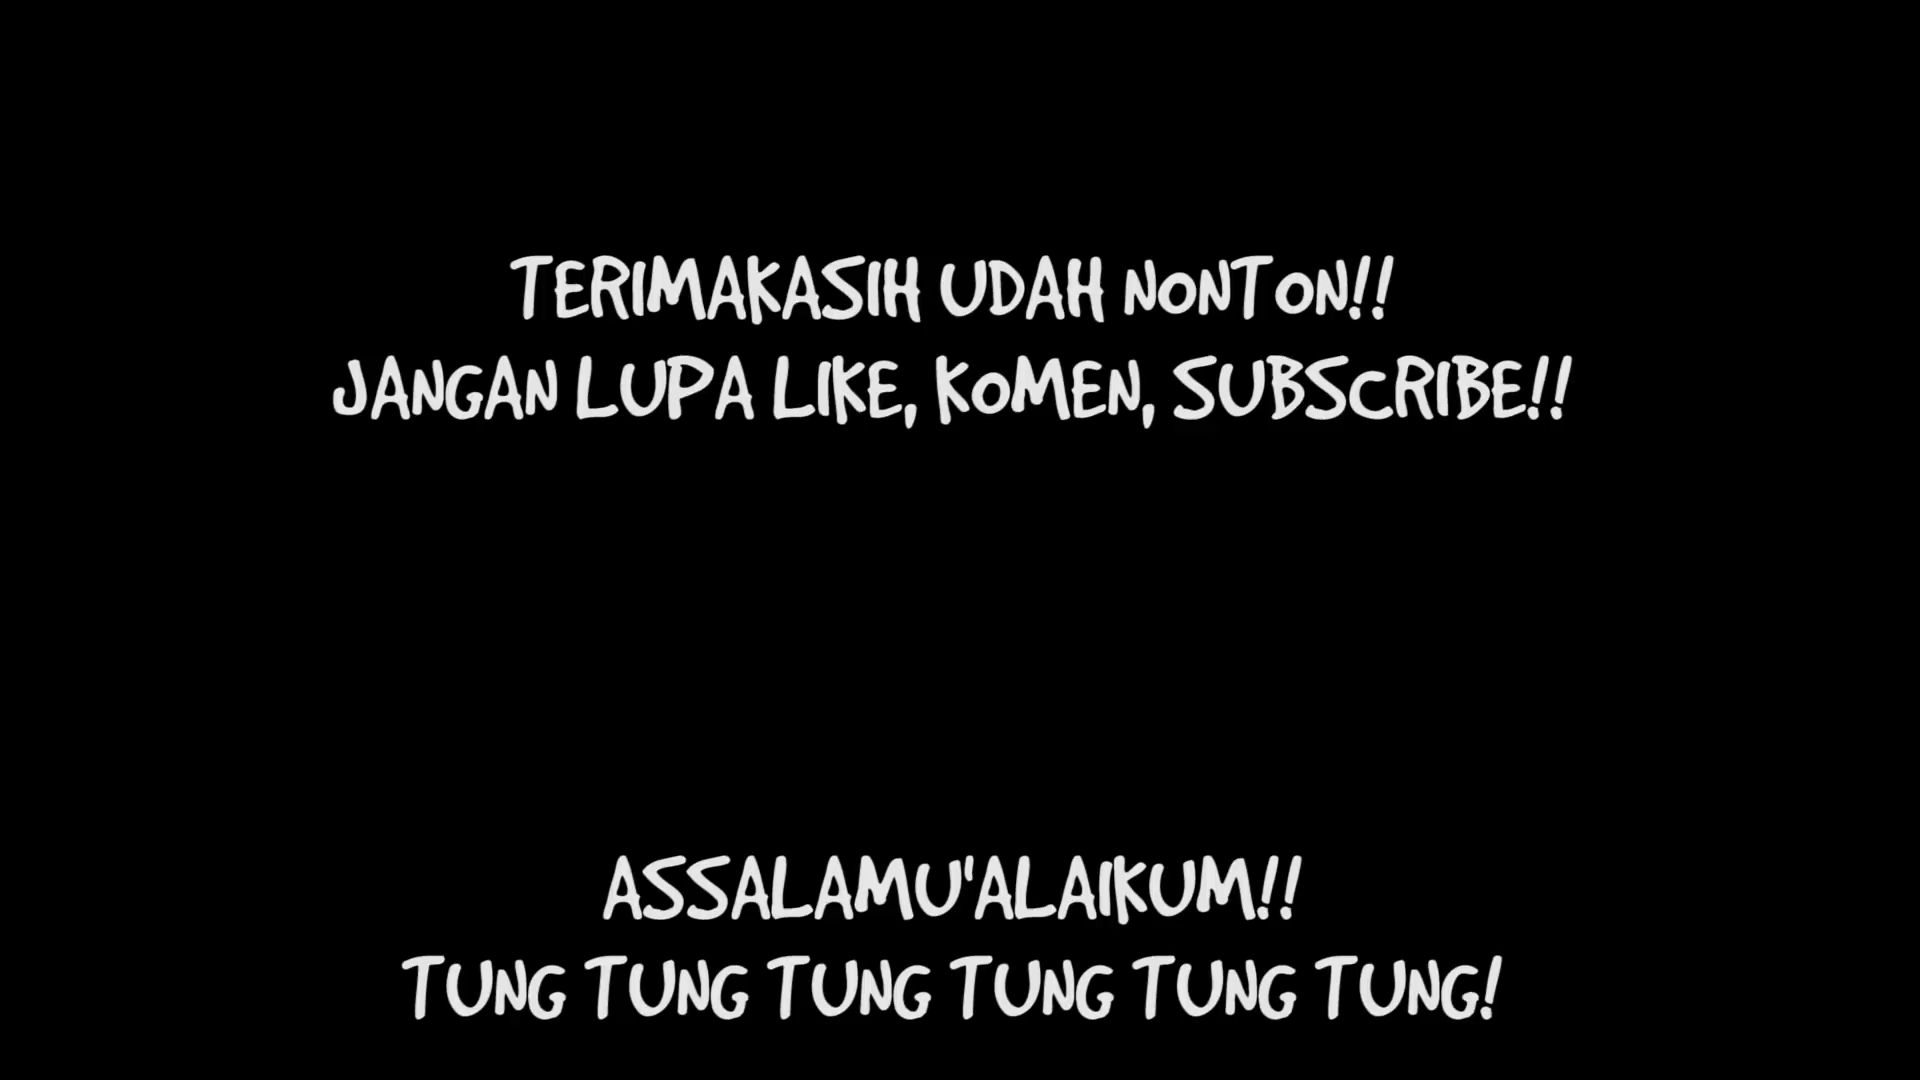 TERIMAKASIH UDAH NONTON!!
JANGAN LUPA LIKE, KOMEN, SUBSCRIBE!!
ASSALAMU'ALAIKUM!!
TUNG TUNG TUNG TUNG TUNG TUNG!